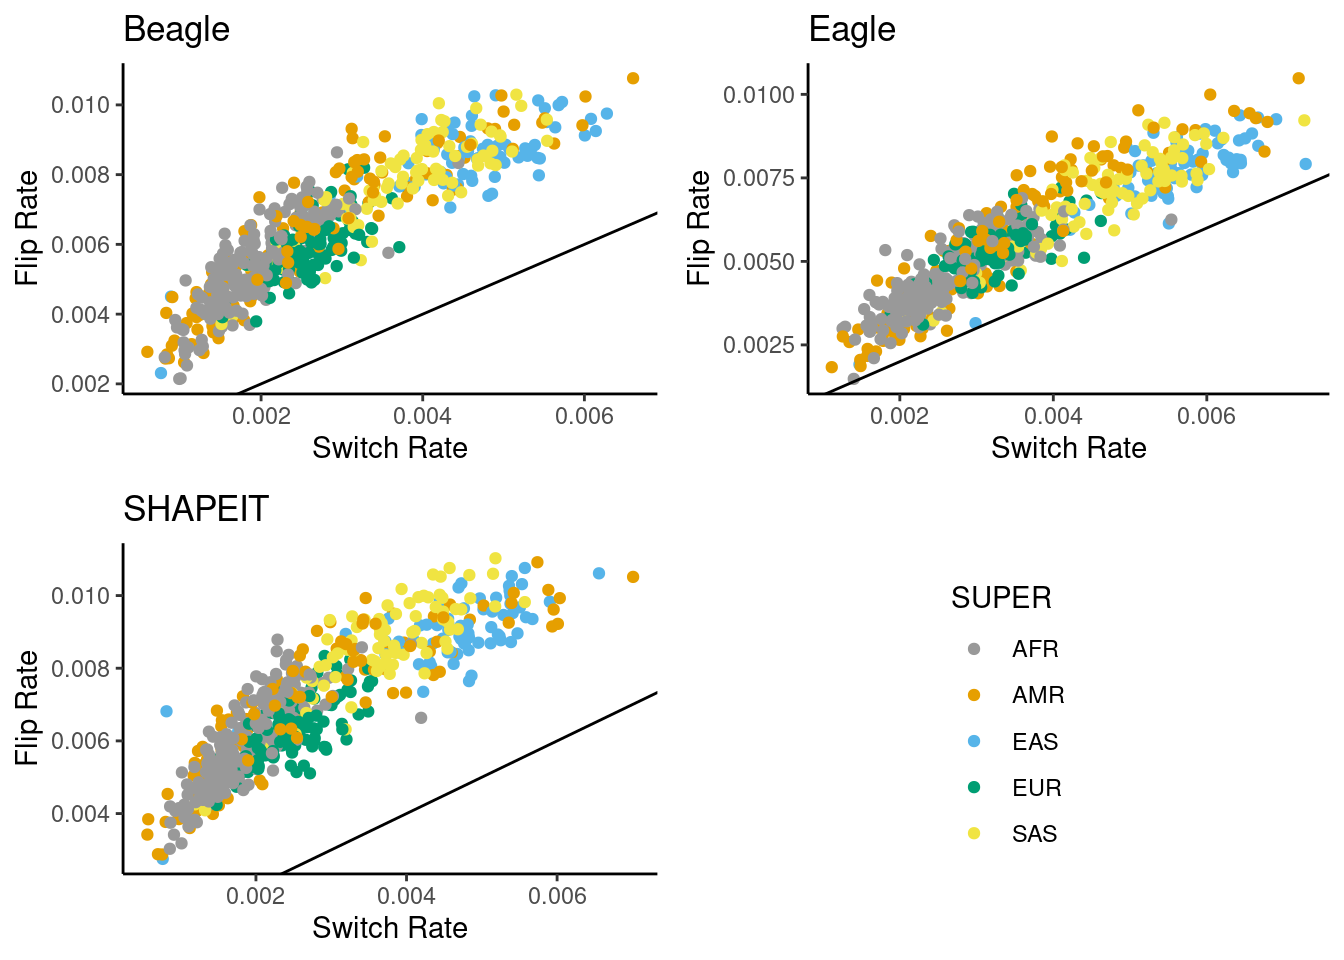 Beagle
0.010
0.008
0.006
0.004
0.002
Flip Rate
0.002 0.004 0.006
Switch Rate
Eagle
0.0100
0.0075
0.0050
0.0025
Flip Rate
0.002 0.004 0.006
Switch Rate
SHAPEIT
0.010
0.008
0.006
0.004
Flip Rate
0.002 0.004 0.006
Switch Rate
SUPER
AFR
AMR
EAS
EUR
SAS